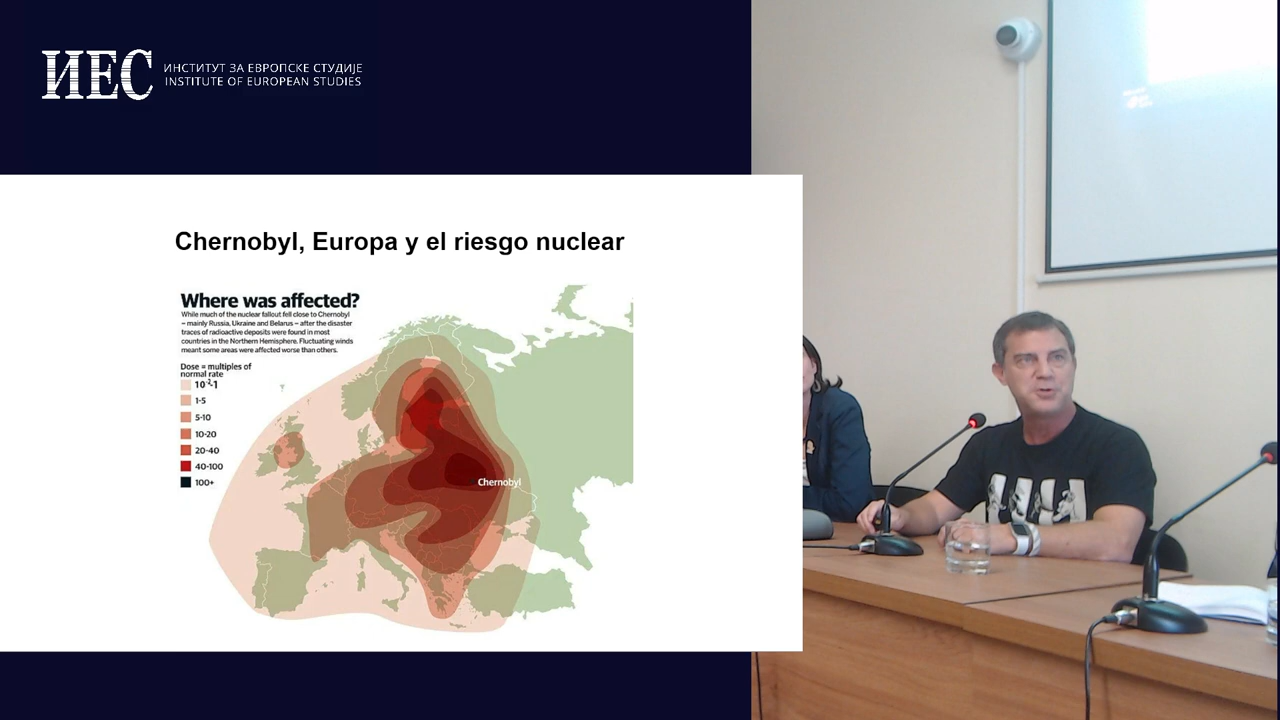 ИЕС
ИНСТИТУТ ЗА ЕВРОПСКЕ СТУДИЈЕ
INSTITUTE OF EUROPEAN STUDIES
Chernobyl, Europa y el riesgo nuclear
Where was affected?
While much of the nuclear fallout fell close to Chernobyl
– mainly Russia, Ukraine and Belarus – after the disaster
traces of radioactive deposits were found in most
countries in the Northern Hemisphere. Fluctuating winds
meant some areas were affected worse than others.
Dose = multiples of
normal rate
10⁻²-1
1-5
5-10
10-20
20-40
40-100
100+
Chernobyl